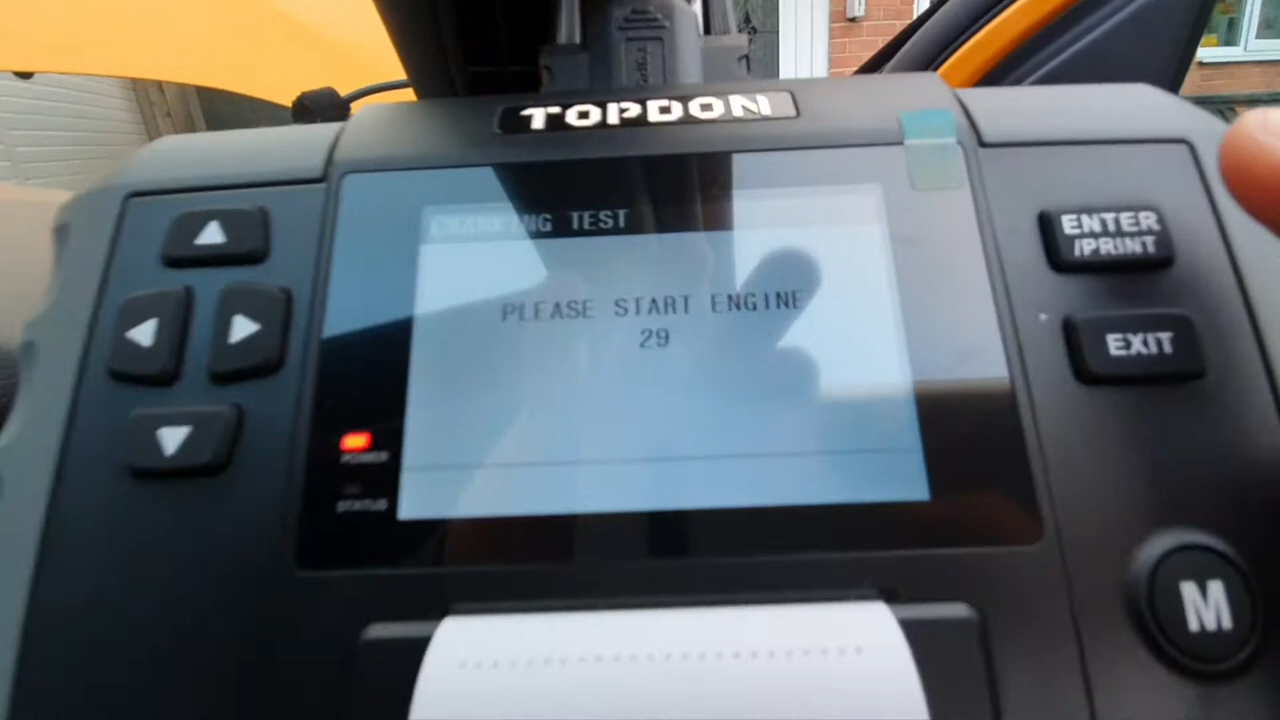 TOPDON
CRANKING TEST
PLEASE START ENGINE
29
ENTER
/PRINT
EXIT
POWER
STATUS
M